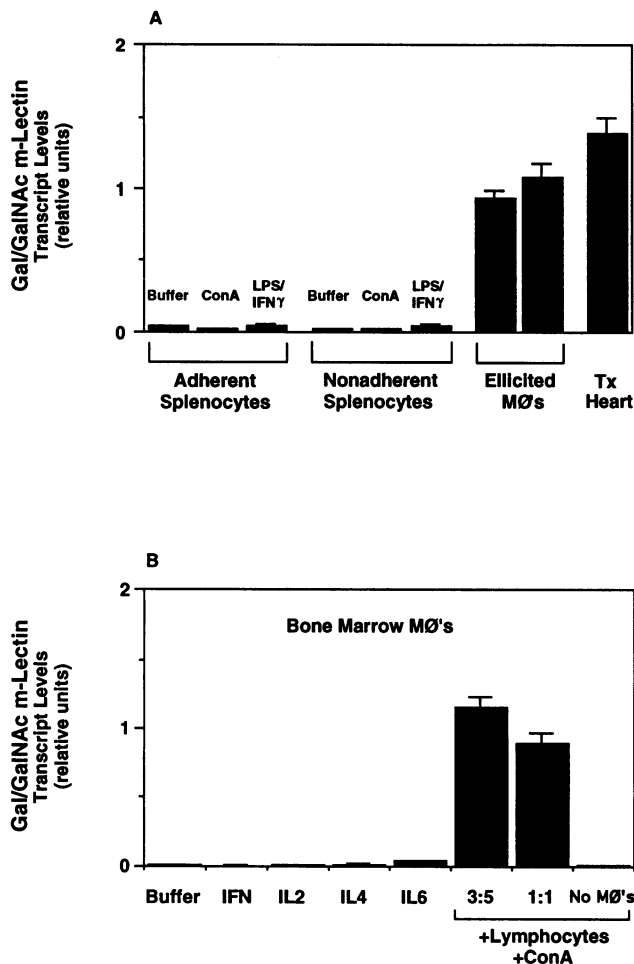 A
Gal/GalNAc m-Lectin
Transcript Levels
(relative units)
2
1
0
Buffer
ConA
LPS/
IFNγ
Buffer
ConA
LPS/
IFNγ
Adherent
Splenocytes
Nonadherent
Splenocytes
Ellicited
MØ's
Tx
Heart
B
Gal/GalNAc m-Lectin
Transcript Levels
(relative units)
2
1
0
Bone Marrow MØ's
Buffer
IFN
IL2
IL4
IL6
3:5
1:1
No MØ's
+Lymphocytes
+ConA